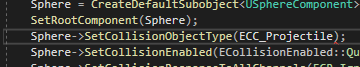 Sphere = CreateDefaultSubobject<USphereComponent>
SetRootComponent(Sphere);
Sphere->SetCollisionObjectType(ECC_Projectile);
Sphere->SetCollisionEnabled(ECollisionEnabled::Qu